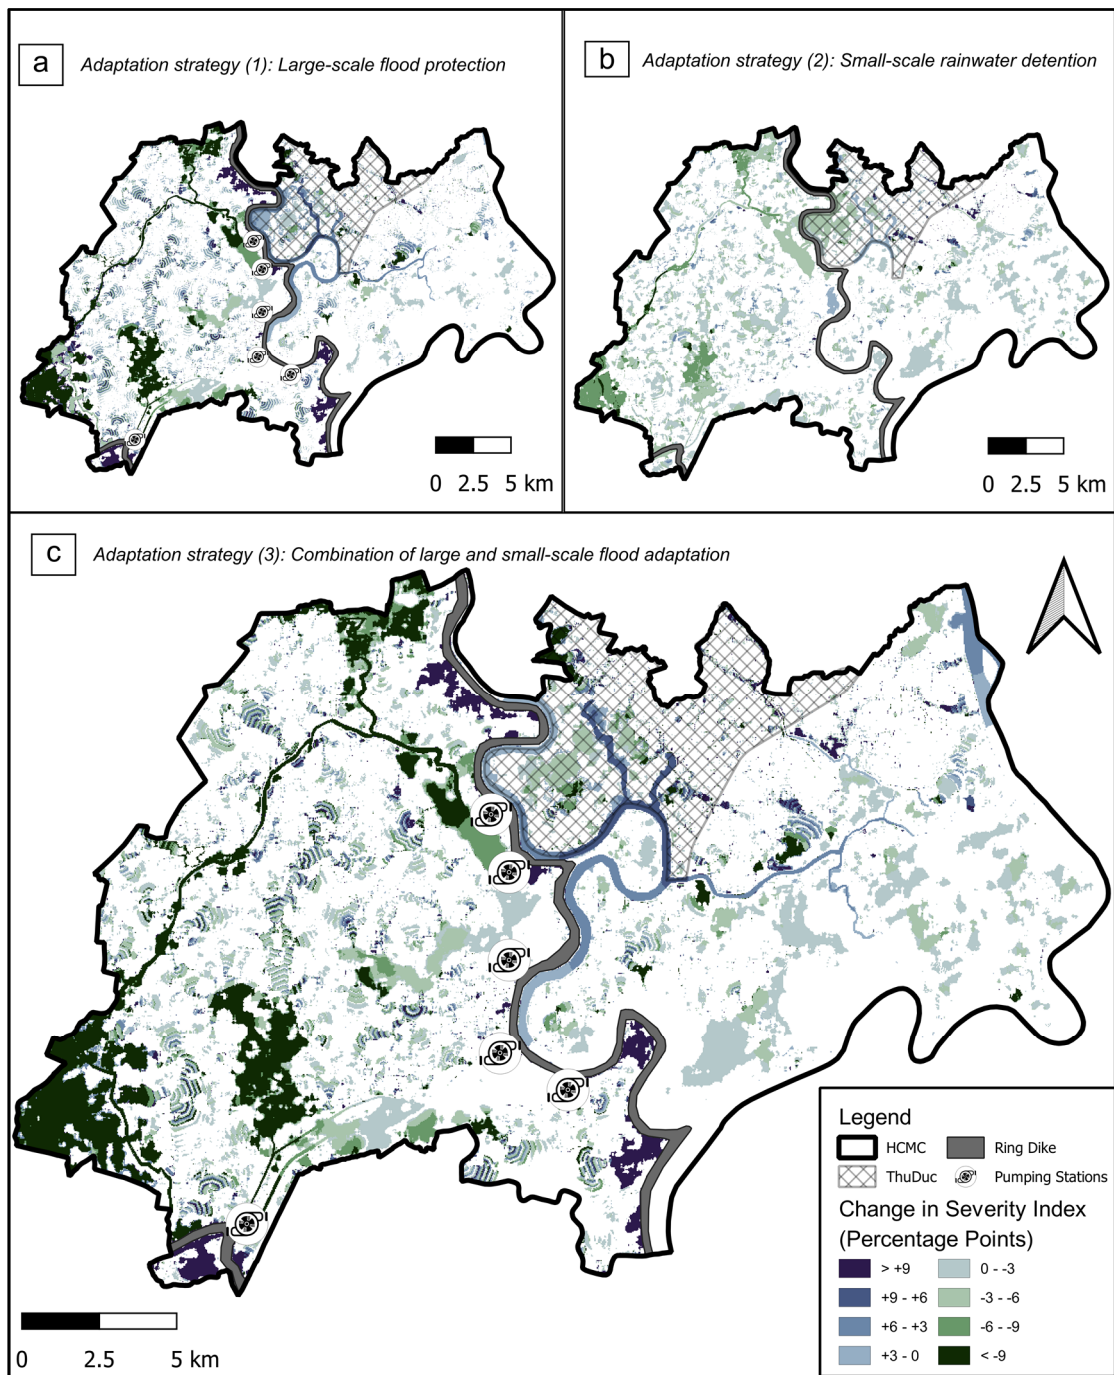 a
Adaptation strategy (1): Large-scale flood protection
0 2.5 5 km
b
Adaptation strategy (2): Small-scale rainwater detention
0 2.5 5 km
c
Adaptation strategy (3): Combination of large and small-scale flood adaptation
0 2.5 5 km
Legend
HCMC Ring Dike
ThuDuc Pumping Stations
Change in Severity Index
(Percentage Points)
> +9 0 - -3
+9 - +6 -3 - -6
+6 - +3 -6 - -9
+3 - 0 < -9